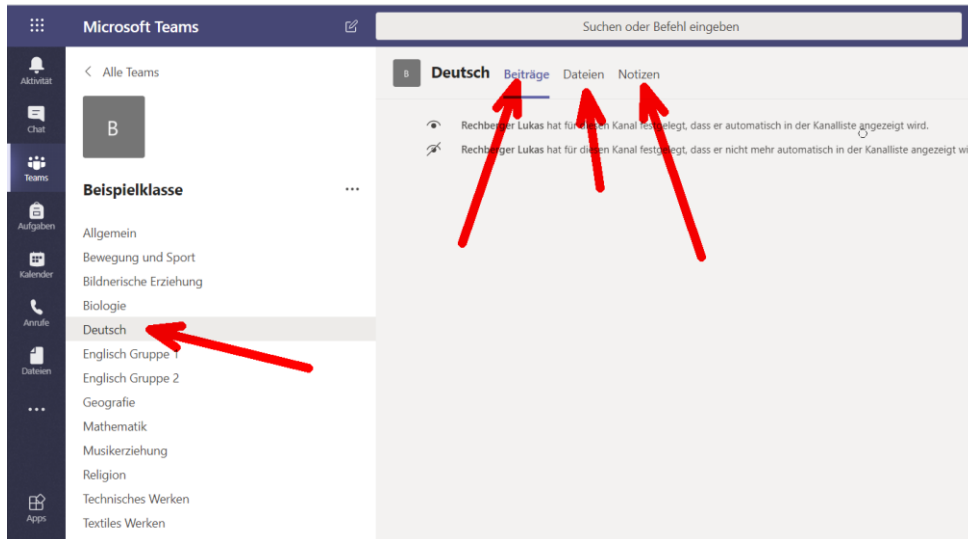 Microsoft Teams
Suchen oder Befehl eingeben
Aktivität
Chat
Teams
Aufgaben
Kalender
Anrufe
Dateien
Apps
Alle Teams
B
Beispielklasse
Allgemein
Bewegung und Sport
Bildnerische Erziehung
Biologie
Deutsch
Englisch Gruppe 1
Englisch Gruppe 2
Geografie
Mathematik
Musikerziehung
Religion
Technisches Werken
Textiles Werken
B Deutsch Beiträge Dateien Notizen
Rechberger Lukas hat für diesen Kanal festgelegt, dass er automatisch in der Kanalliste angezeigt wird.
Rechberger Lukas hat für diesen Kanal festgelegt, dass er nicht mehr automatisch in der Kanalliste angezeigt wi